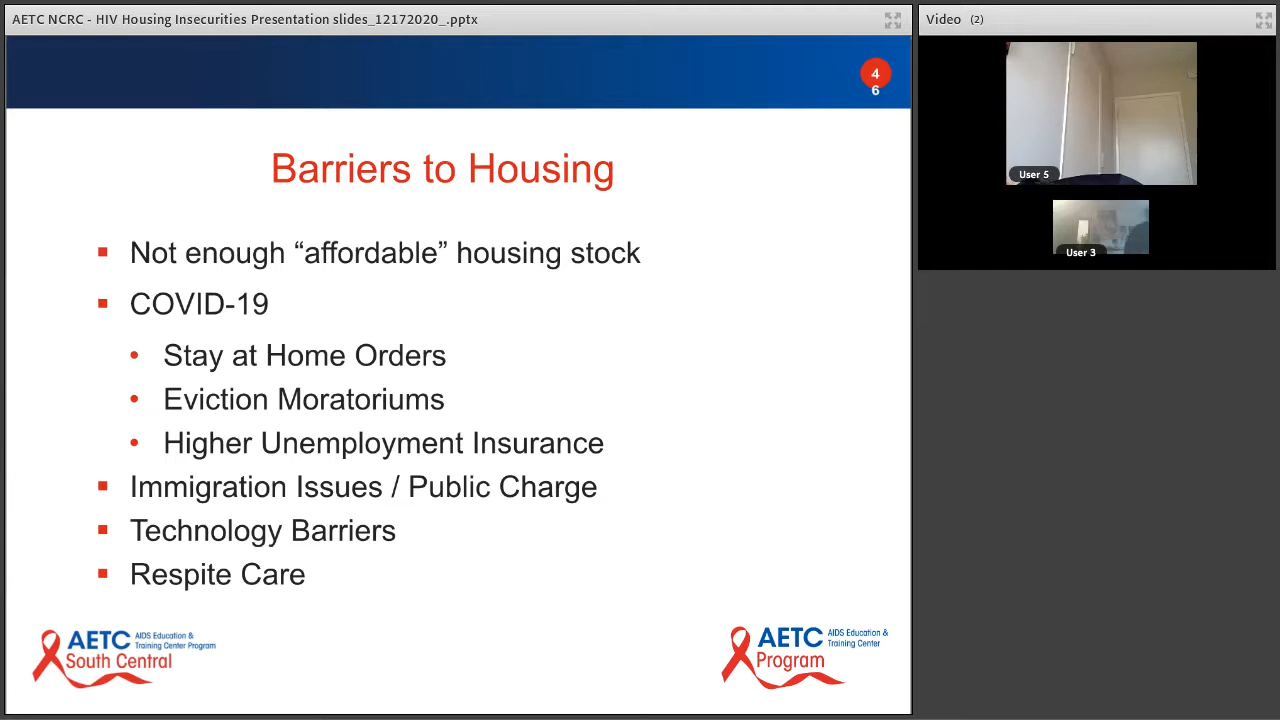 AETC NCRC - HIV Housing Insecurities Presentation slides_12172020_.pptx
4
6
Barriers to Housing
Not enough “affordable” housing stock
COVID-19
Stay at Home Orders
Eviction Moratoriums
Higher Unemployment Insurance
Immigration Issues / Public Charge
Technology Barriers
Respite Care
AETC AIDS Education &
Training Center Program
South Central
AETC AIDS Education &
Training Center
Program
Video (2)
User 5
User 3